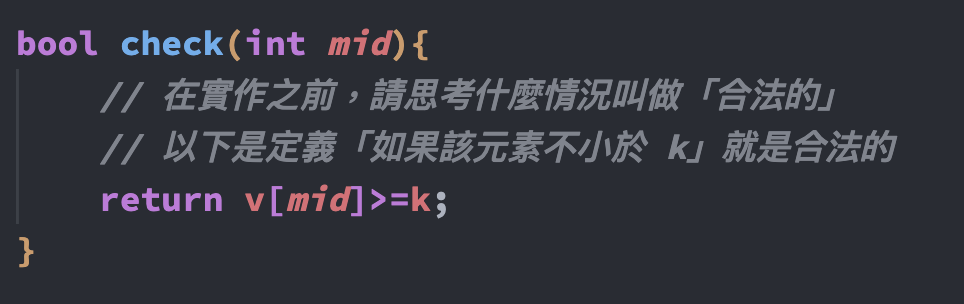 bool check(int mid){
// 在實作之前，請思考什麼情況叫做「合法的」
// 以下是定義「如果該元素不小於 k」就是合法的
return v[mid]>=k;
}